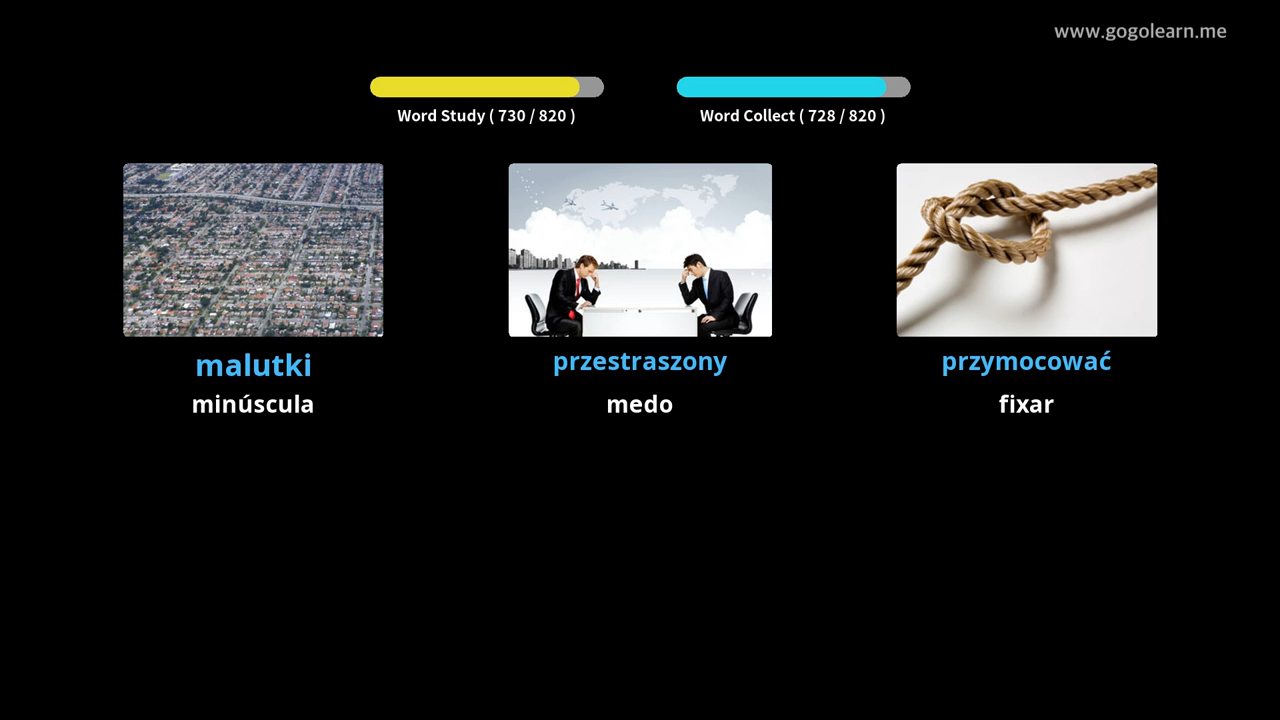 www.gogolearn.me
Word Study ( 730 / 820 )
Word Collect ( 728 / 820 )
malutki
minúscula
przestraszony
medo
przymocować
fixar